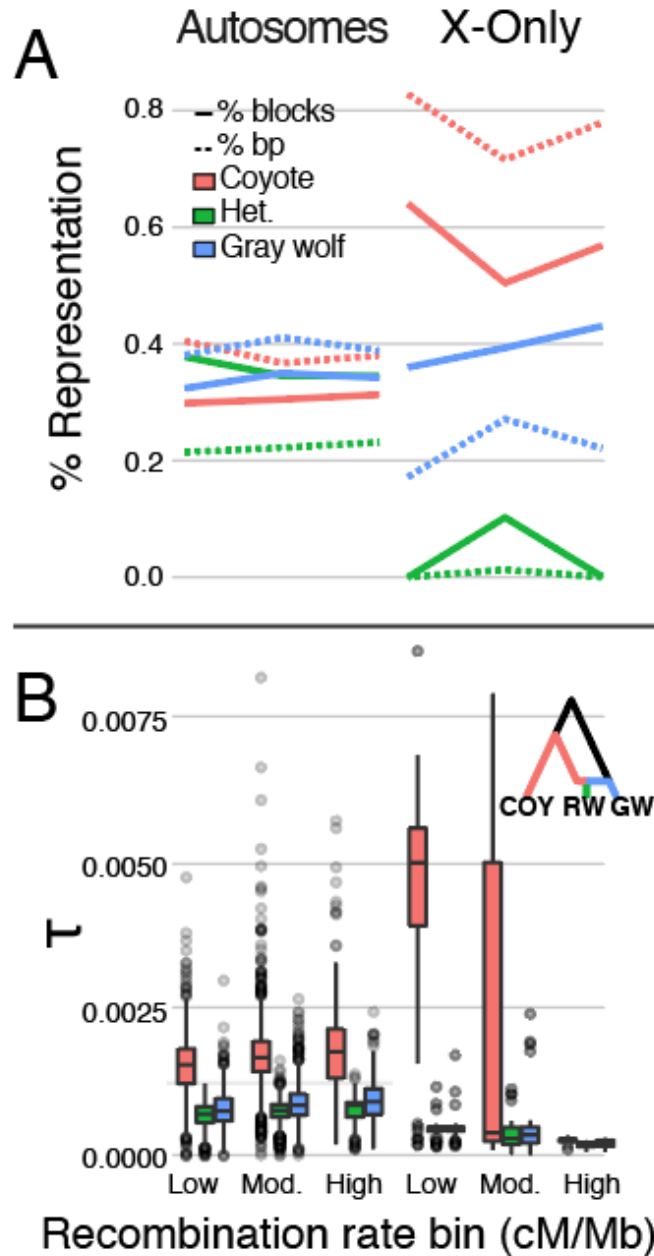 A
Autosomes X-Only
% Representation
0.8
0.6
0.4
0.2
0.0
% blocks
% bp
Coyote
Het.
Gray wolf
B
τ
0.0075
0.0050
0.0025
0.0000
COY RW GW
Low Mod. High Low Mod. High
Recombination rate bin (cM/Mb)